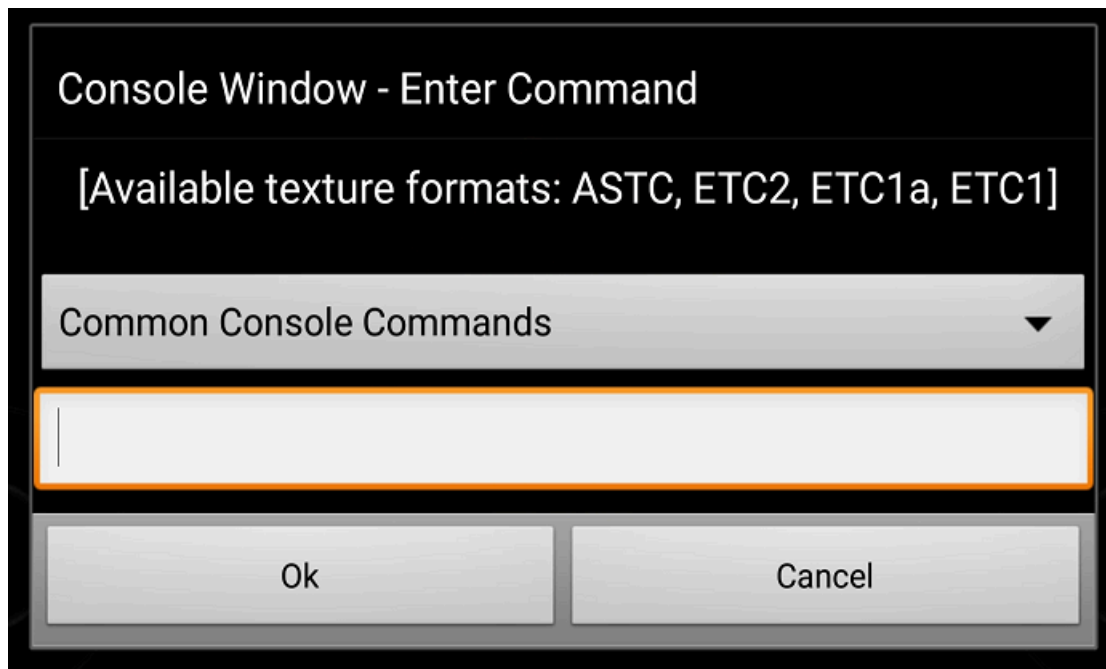 Console Window - Enter Command
[Available texture formats: ASTC, ETC2, ETC1a, ETC1]
Common Console Commands
Ok
Cancel